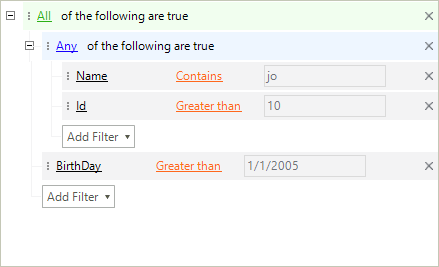 All of the following are true
Any of the following are true
Name Contains jo
Id Greater than 10
Add Filter
BirthDay Greater than 1/1/2005
Add Filter